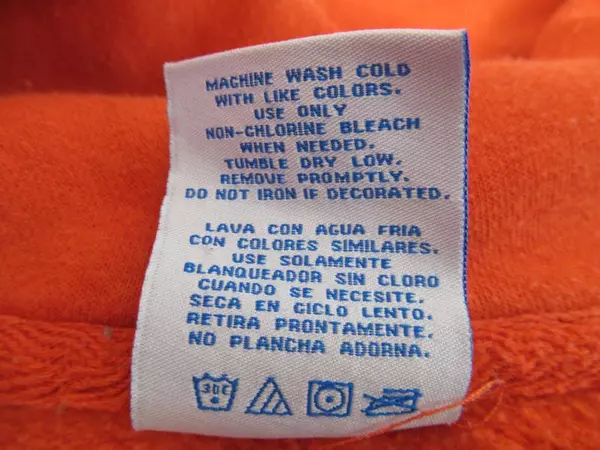 MACHINE WASH COLD
WITH LIKE COLORS.
USE ONLY
NON-CHLORINE BLEACH
WHEN NEEDED.
TUMBLE DRY LOW.
REMOVE PROMPTLY.
DO NOT IRON IF DECORATED.
LAVA CON AGUA FRIA
CON COLORES SIMILARES.
USE SOLAMENTE
BLANQUEADOR SIN CLORO
CUANDO SE NECESITE.
SECA EN CICLO LENTO.
RETIRA PRONTAMENTE.
NO PLANCHA ADORNA.
30C